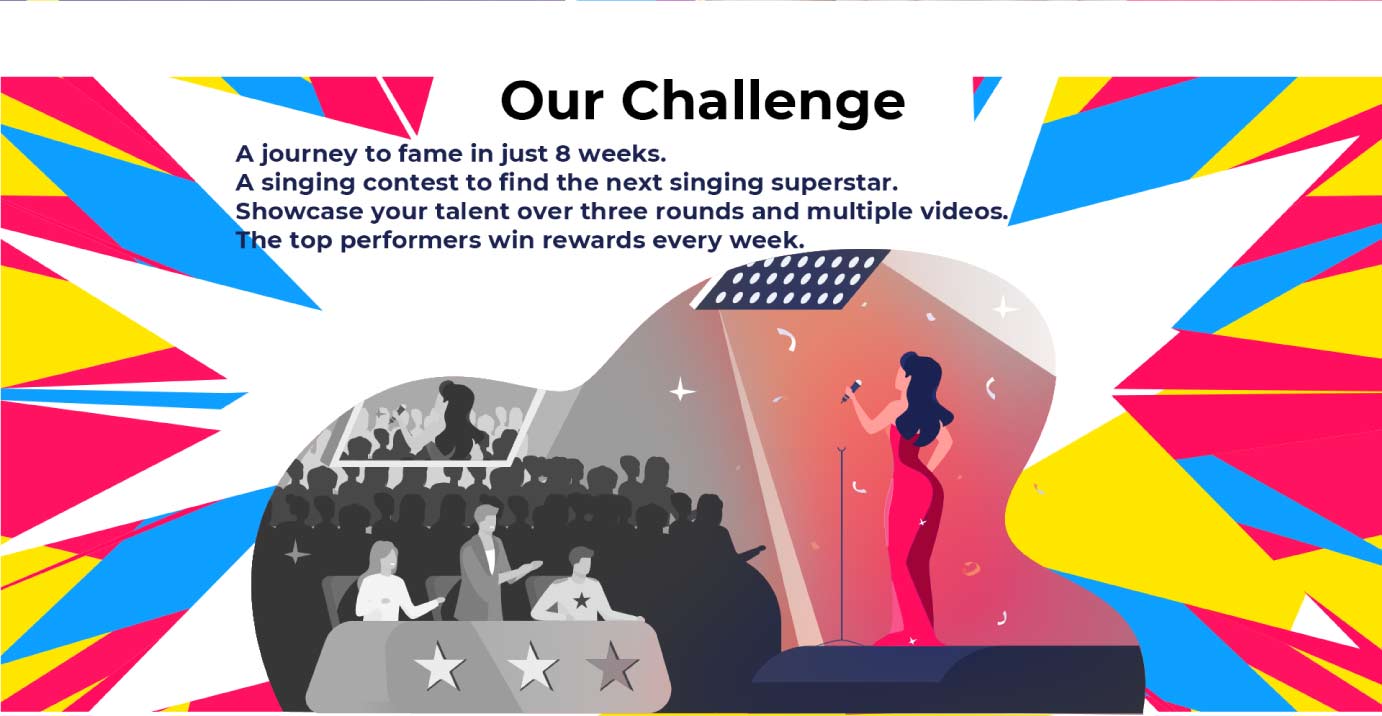 Our Challenge
A journey to fame in just 8 weeks.
A singing contest to find the next singing superstar.
Showcase your talent over three rounds and multiple videos.
The top performers win rewards every week.